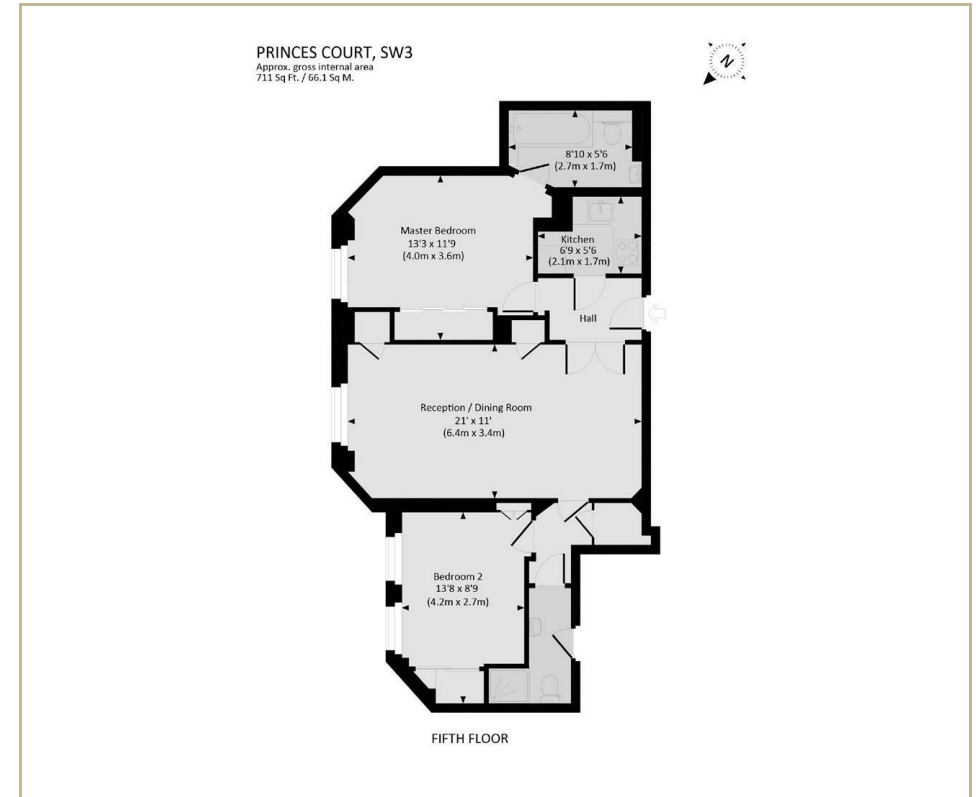 PRINCES COURT, SW3
Approx. gross internal area
711 Sq Ft. / 66.1 Sq M.
N
8'10 x 5'6
(2.7m x 1.7m)
Master Bedroom
13'3 x 11'9
(4.0m x 3.6m)
Kitchen
6'9 x 5'6
(2.1m x 1.7m)
Hall
Reception / Dining Room
21' x 11'
(6.4m x 3.4m)
Bedroom 2
13'8 x 8'9
(4.2m x 2.7m)
FIFTH FLOOR